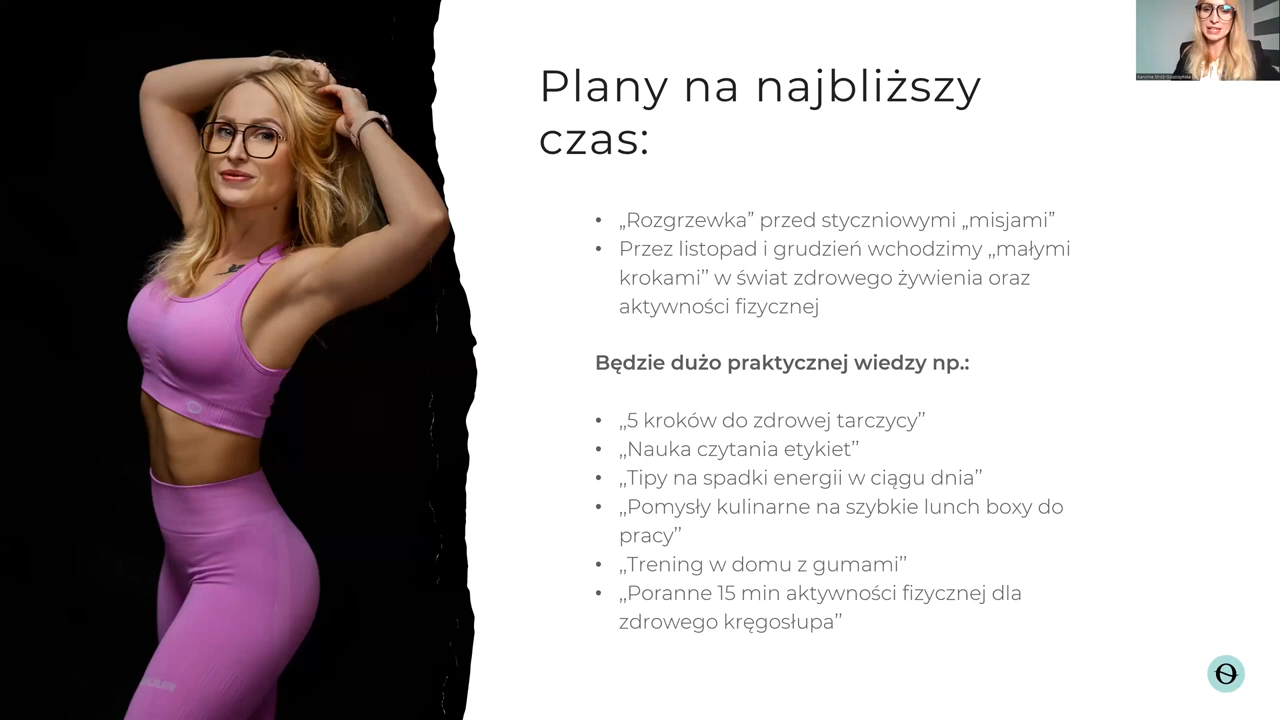 Plany na najbliższy
czas:
• „Rozgrzewka” przed styczniowymi „misjami”
• Przez listopad i grudzień wchodzimy ,,małymi
krokami’’ w świat zdrowego żywienia oraz
aktywności fizycznej
Będzie dużo praktycznej wiedzy np.:
• ,,5 kroków do zdrowej tarczycy’’
• ,,Nauka czytania etykiet’’
• ,,Tipy na spadki energii w ciągu dnia’’
• ,,Pomysły kulinarne na szybkie lunch boxy do
pracy’’
• ,,Trening w domu z gumami’’
• ,,Poranne 15 min aktywności fizycznej dla
zdrowego kręgosłupa’’